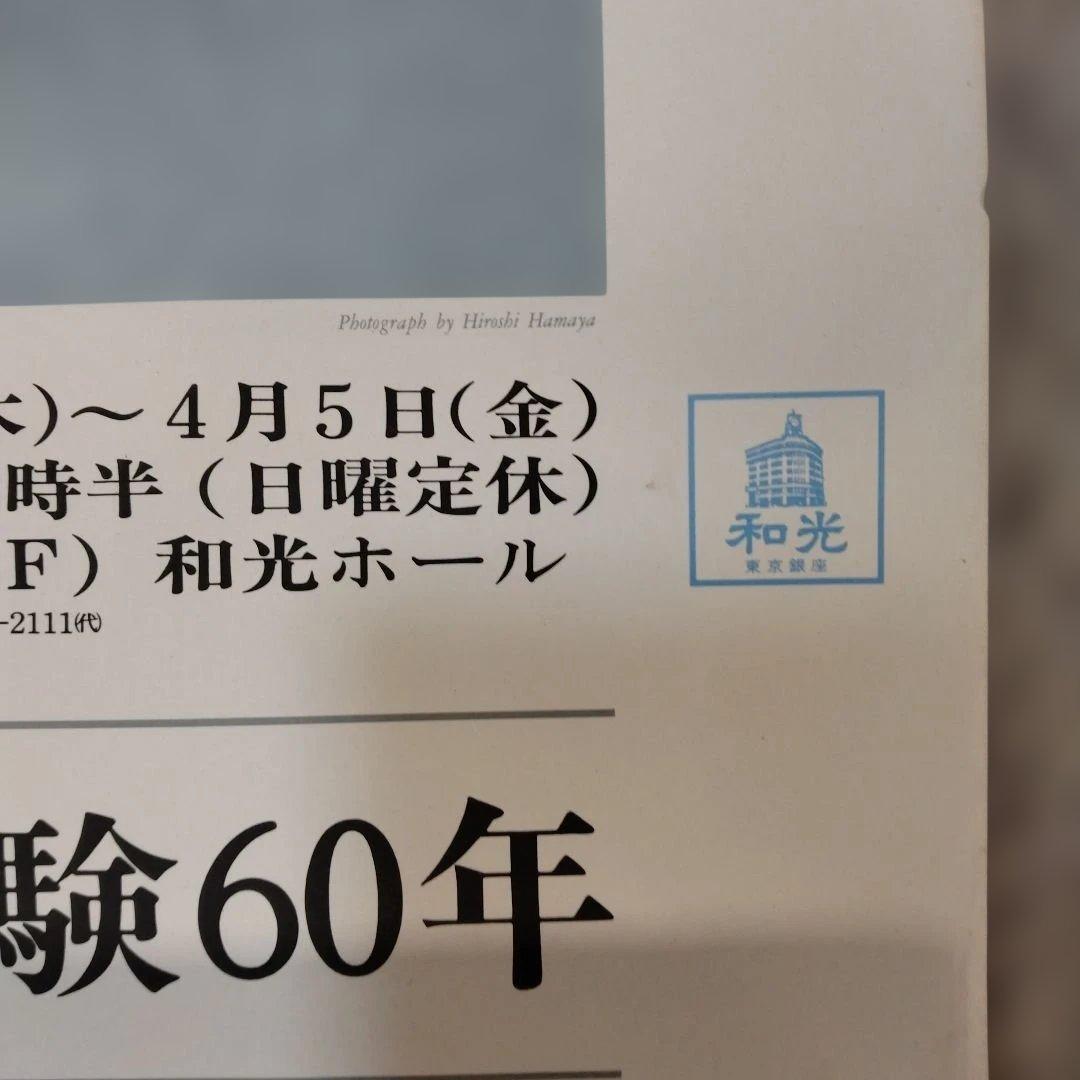 Photograph by Hiroshi Hamaya
)～4月5日(金)
時半(日曜定休)
F) 和光ホール
-2111㈹
和光
東京銀座
験60年